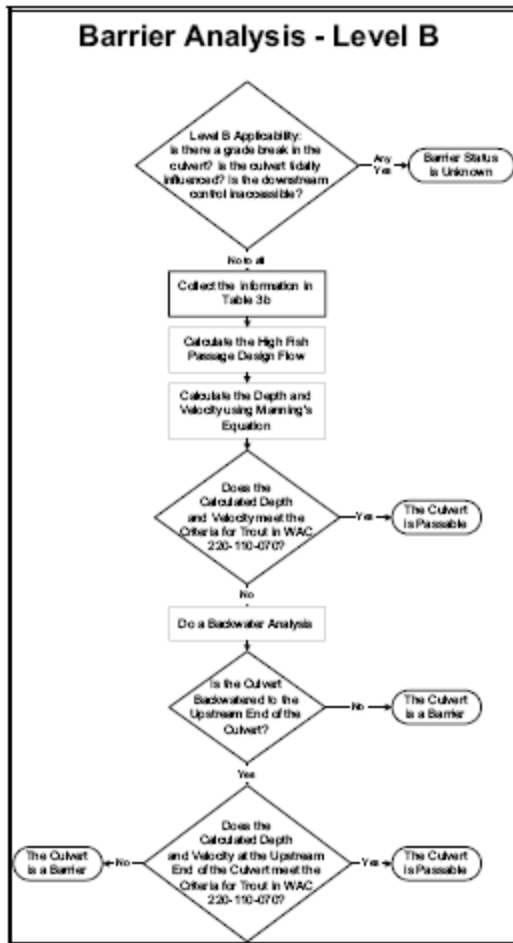 Barrier Analysis - Level B
Level B Applicability:
Is there a grade break in the
culvert? Is the culvert tidally
influenced? Is the downstream
control inaccessible?
Any
Yes
Barrier Status
is Unknown
No to all
Collect the Information in
Table 3b
Calculate the High Fish
Passage Design Flow
Calculate the Depth and
Velocity using Manning's
Equation
Does the
Calculated Depth
and Velocity meet the
Criteria for Trout in WAC
220-110-070?
Yes
The Culvert
is Passable
No
Do a Backwater Analysis
Is the Culvert
Backwatered to the
Upstream End of the
Culvert?
No
The Culvert
is a Barrier
Yes
Does the
Calculated Depth
and Velocity at the Upstream
End of the Culvert meet the
Criteria for Trout in WAC
220-110-070?
No
The Culvert
is a Barrier
Yes
The Culvert
is Passable